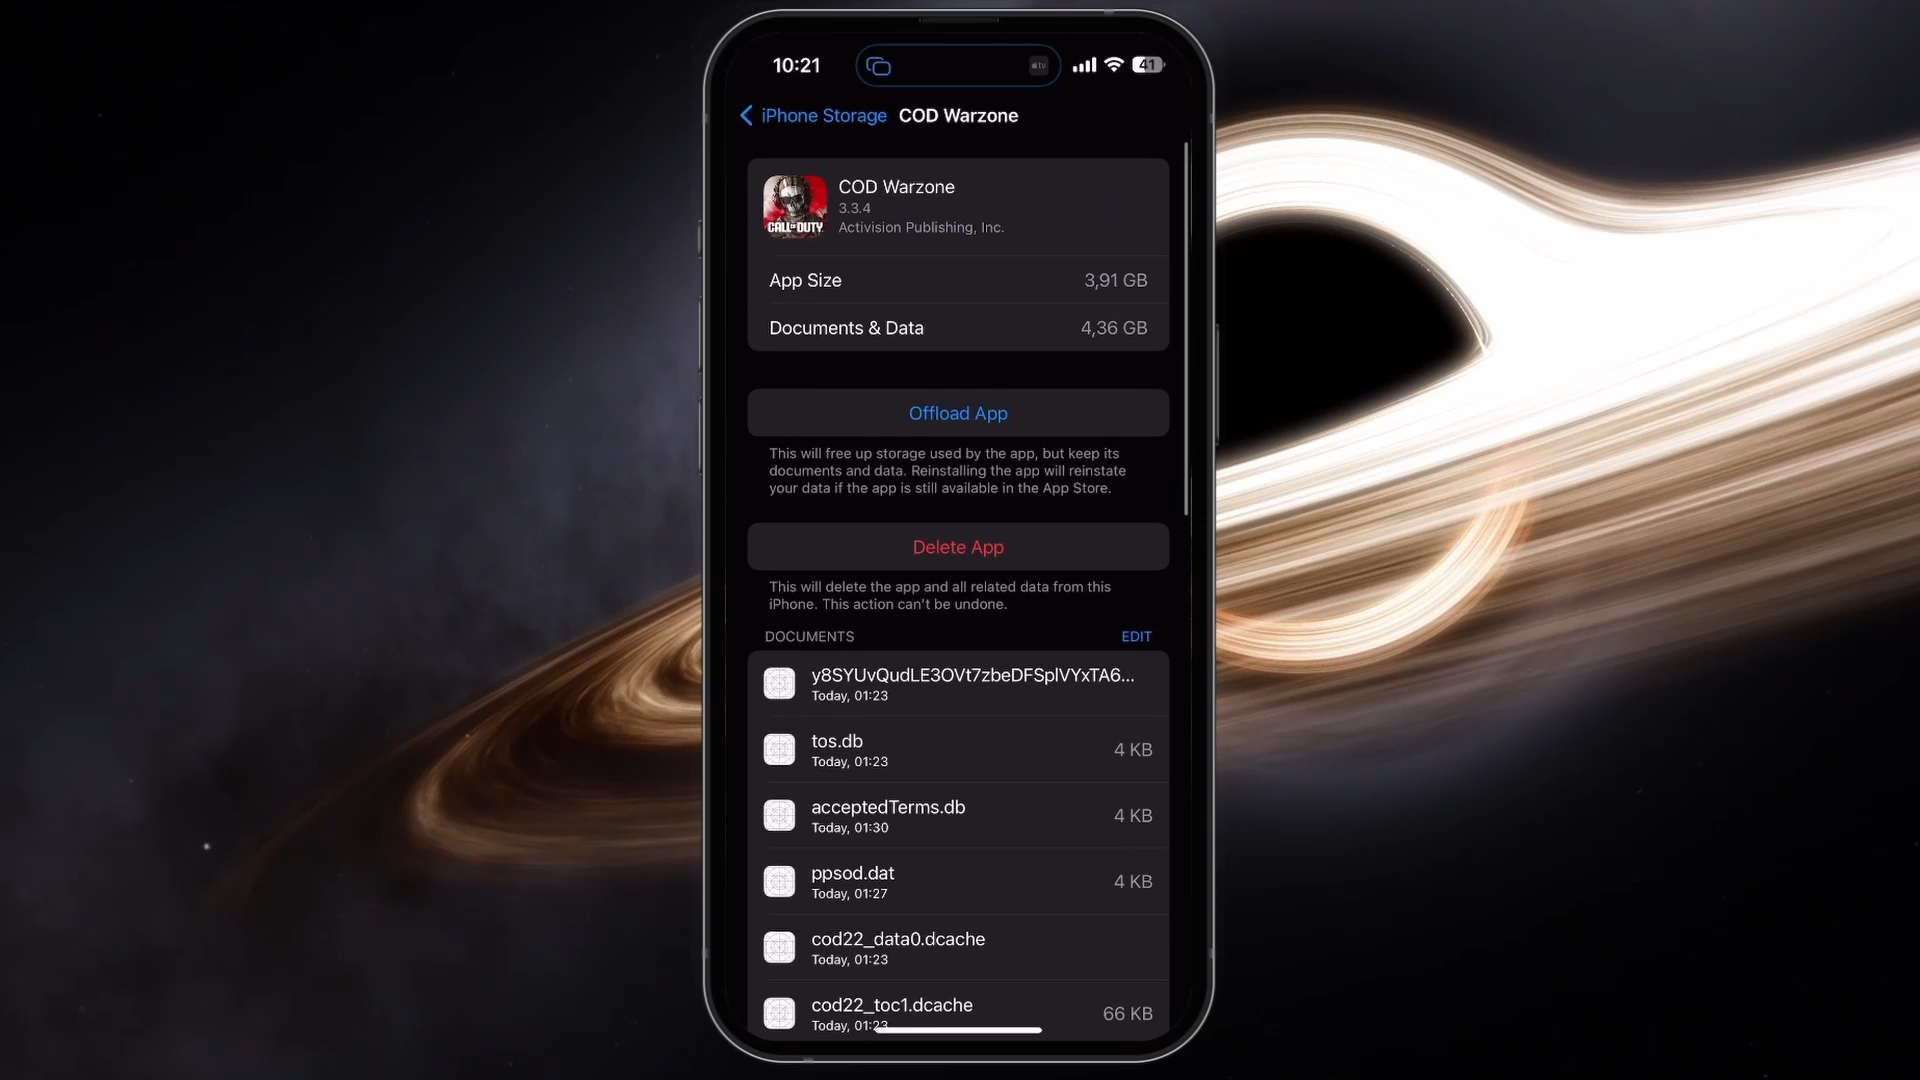 10:21
tv
41
iPhone Storage COD Warzone
COD Warzone
3.3.4
CALL OF DUTY
Activision Publishing, Inc.
App Size 3,91 GB
Documents & Data 4,36 GB
Offload App
This will free up storage used by the app, but keep its
documents and data. Reinstalling the app will reinstate
your data if the app is still available in the App Store.
Delete App
This will delete the app and all related data from this
iPhone. This action can't be undone.
DOCUMENTS EDIT
y8SYUvQudLE3OVt7zbeDFSplVYxTA6...
Today, 01:23
tos.db
4 KB
Today, 01:23
acceptedTerms.db
4 KB
Today, 01:30
ppsod.dat
4 KB
Today, 01:27
cod22_data0.dcache
Today, 01:23
cod22_toc1.dcache
66 KB
Today, 01:23